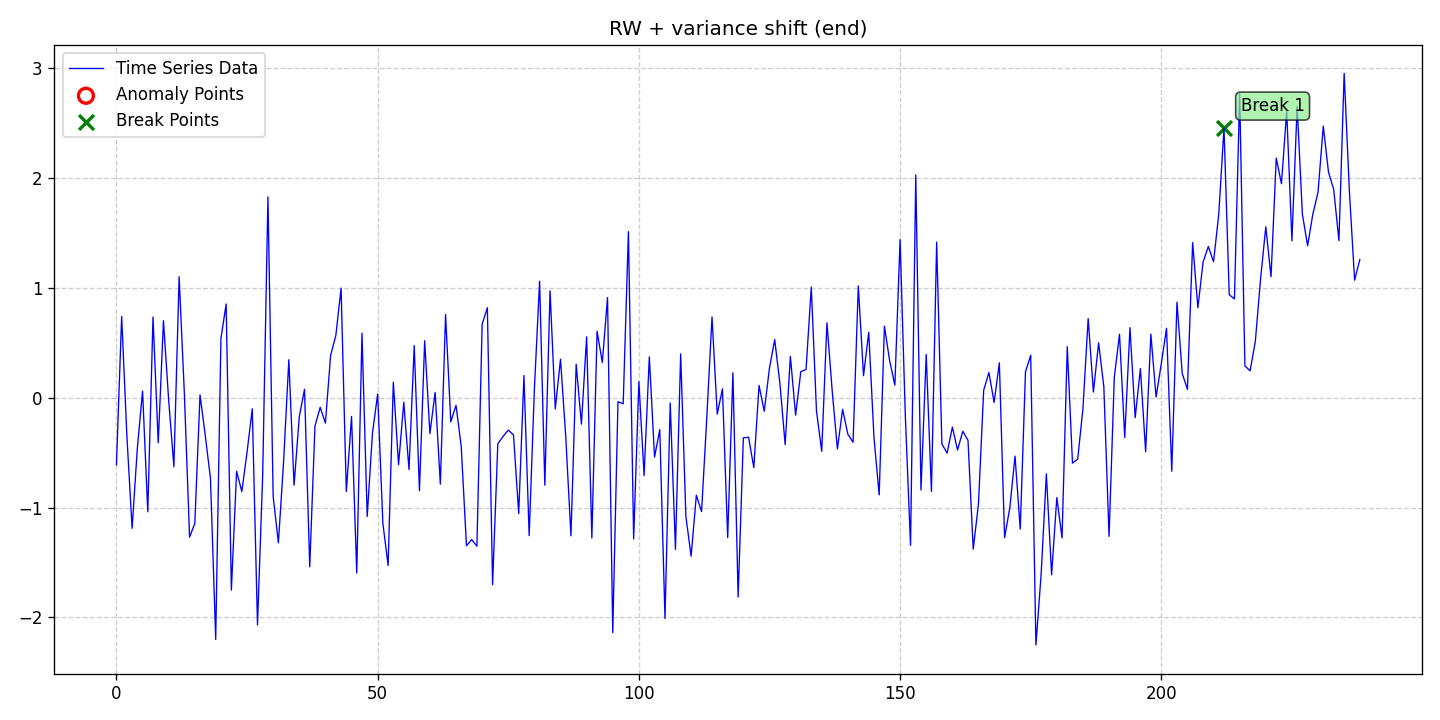 RW + variance shift (end)
Time Series Data
Anomaly Points
Break Points
Break 1
3
2
1
0
−1
−2
0
50
100
150
200